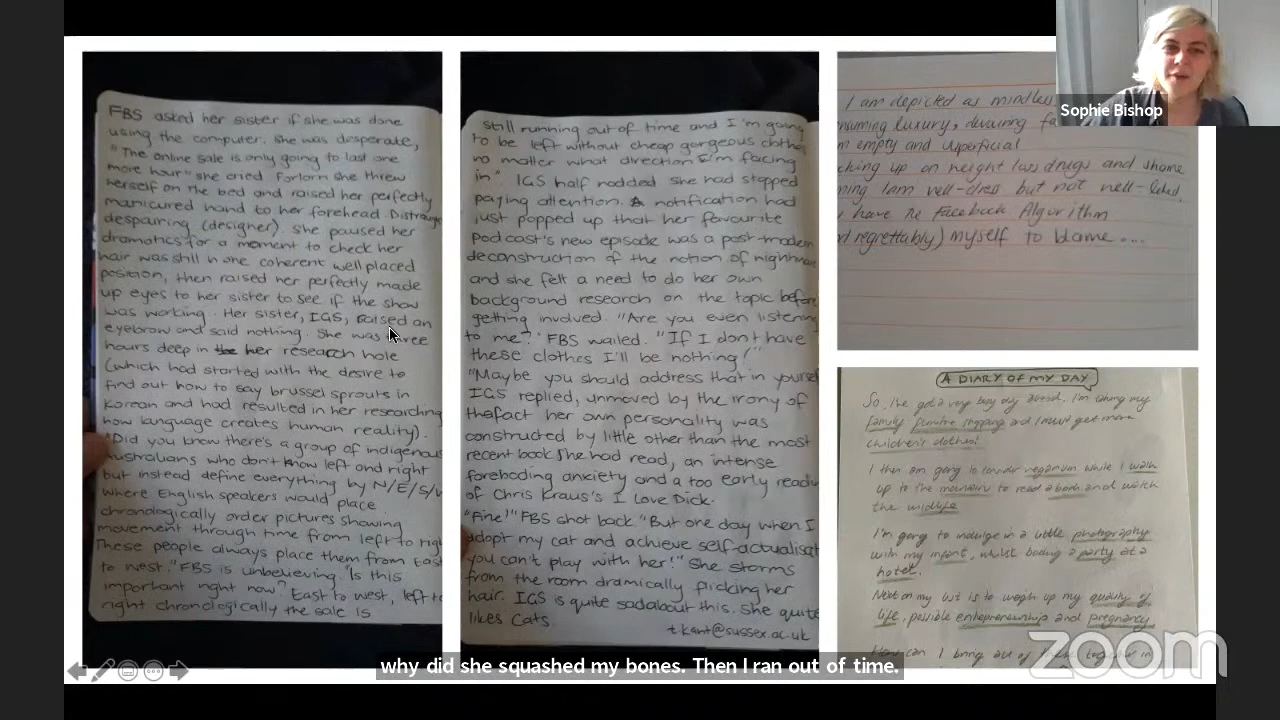 FBS asked her sister if she was done
using the computer. She was desperate,
"The online sale is only going to last one
more hour" she cried. Forlorn she threw
herself on the bed and raised her perfectly
manicured hand to her forehead. Distraught
despairing (designer). She paused her
dramatics for a moment to check her
hair was still in one coherent well placed
position, then raised her perfectly made
up eyes to her sister to see if the show
was working. Her sister, IGS, raised an
eyebrow and said nothing. She was three
hours deep in her research hole
(which had started with the desire to
find out how to say brussel sprouts in
Korean and had resulted in her researching
how language creates human reality).
"Did you know there's a group of indigenous
Australians who don't know left and right
but instead define everything by N/E/S/W
where English speakers would place
chronologically order pictures showing
movement through time from left to right
These people always place them from East
to west." FBS is unbelieving "Is this
important right now? East to west, left to
right chronologically the sale is
still running out of time and I'm going
to be left without cheap gorgeous clothes
no matter what direction I'm facing
in" IGS half nodded. She had stopped
paying attention. A notification had
just popped up that her favourite
podcast's new episode was a post-modern
deconstruction of the notion of
and she felt a need to do her own
background research on the topic before
getting involved. "Are you even listening
to me?" FBS wailed. "If I don't have
these clothes I'll be nothing!"
"Maybe you should address that in yourself
IGS replied, unmoved by the irony of
the fact her own personality was
constructed by little other than the most
recent book she had read, an intense
foreboding anxiety and a too early reading
of Chris Kraus's I Love Dick.
"Fine!" FBS shot back "But one day when I
adopt my cat and achieve self-actualisat
you can't play with her!" She storms
from the room dramically flicking her
hair. IGS is quite sad about this. She quite
likes cats.
t.kant@sussex.ac.uk
I am depicted as
nsuming luxury, devouring
m empty and superficial
cking up on weight loss drugs and shame
ming I am well-dress but not well-liked.
have the Facebook Algorithm
d regrettably) myself to blame....
Sophie Bishop
A DIARY OF MY DAY
So, I've got a very busy day ahead. I'm taking my
family feminine shopping and I must get more
children's clothes!
I then am going to consider veganism while I walk
up to the mountain to read a book and watch
the wildlife
I'm going to indulge in a little photography
with my infant, whilst booking a party at a
hotel.
Next on my list is to weigh up my quality of
life, possible entrepreneurship and pregnancy
How can I bring all of these together in
zoom
why did she squashed my bones. Then I ran out of time.